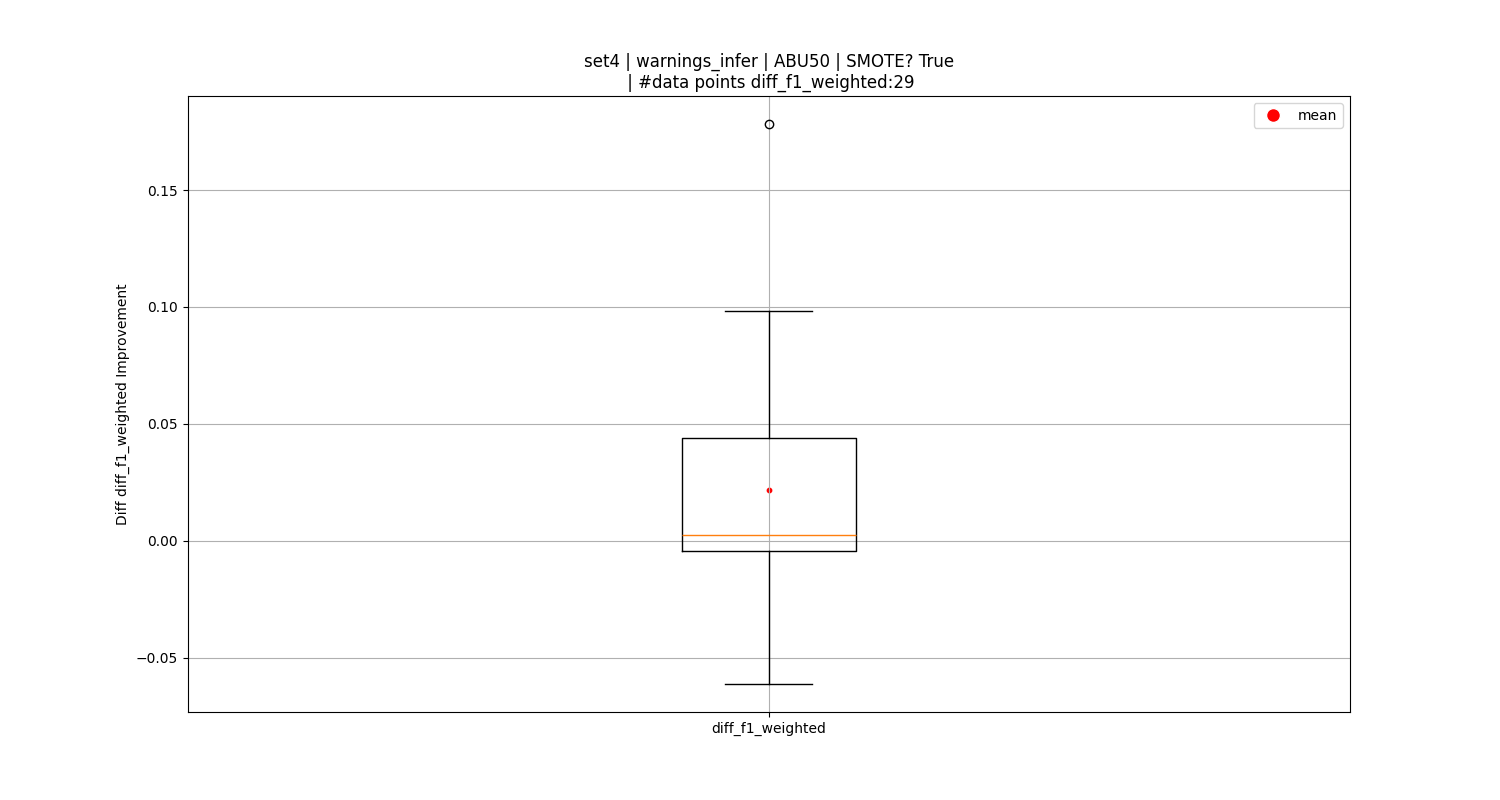 set4 | warnings_infer | ABU50 | SMOTE? True
| #data points diff_f1_weighted:29
mean
0.15
0.10
0.05
0.00
−0.05
Diff diff_f1_weighted Improvement
diff_f1_weighted